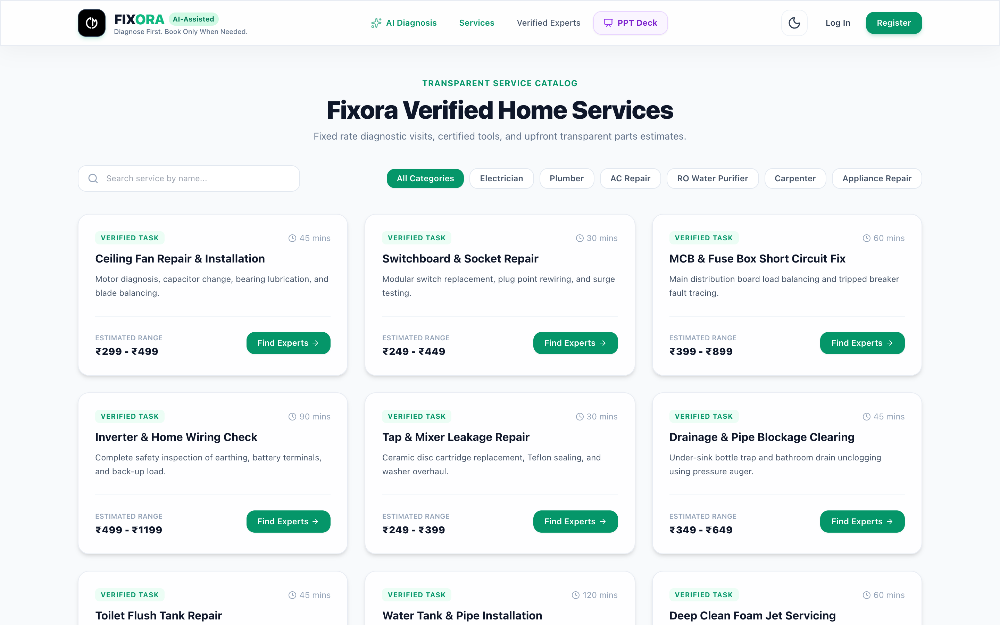 FIXORA AI-Assisted
Diagnose First. Book Only When Needed.
AI Diagnosis
Services
Verified Experts
PPT Deck
Log In
Register
TRANSPARENT SERVICE CATALOG
Fixora Verified Home Services
Fixed rate diagnostic visits, certified tools, and upfront transparent parts estimates.
Search service by name...
All Categories
Electrician
Plumber
AC Repair
RO Water Purifier
Carpenter
Appliance Repair
VERIFIED TASK
45 mins
Ceiling Fan Repair & Installation
Motor diagnosis, capacitor change, bearing lubrication, and
blade balancing.
ESTIMATED RANGE
₹299 - ₹499
Find Experts →
VERIFIED TASK
30 mins
Switchboard & Socket Repair
Modular switch replacement, plug point rewiring, and surge
testing.
ESTIMATED RANGE
₹249 - ₹449
Find Experts →
VERIFIED TASK
60 mins
MCB & Fuse Box Short Circuit Fix
Main distribution board load balancing and tripped breaker
fault tracing.
ESTIMATED RANGE
₹399 - ₹899
Find Experts →
VERIFIED TASK
90 mins
Inverter & Home Wiring Check
Complete safety inspection of earthing, battery terminals,
and back-up load.
ESTIMATED RANGE
₹499 - ₹1199
Find Experts →
VERIFIED TASK
30 mins
Tap & Mixer Leakage Repair
Ceramic disc cartridge replacement, Teflon sealing, and
washer overhaul.
ESTIMATED RANGE
₹249 - ₹399
Find Experts →
VERIFIED TASK
45 mins
Drainage & Pipe Blockage Clearing
Under-sink bottle trap and bathroom drain unclogging
using pressure auger.
ESTIMATED RANGE
₹349 - ₹649
Find Experts →
VERIFIED TASK
45 mins
Toilet Flush Tank Repair
VERIFIED TASK
120 mins
Water Tank & Pipe Installation
VERIFIED TASK
60 mins
Deep Clean Foam Jet Servicing